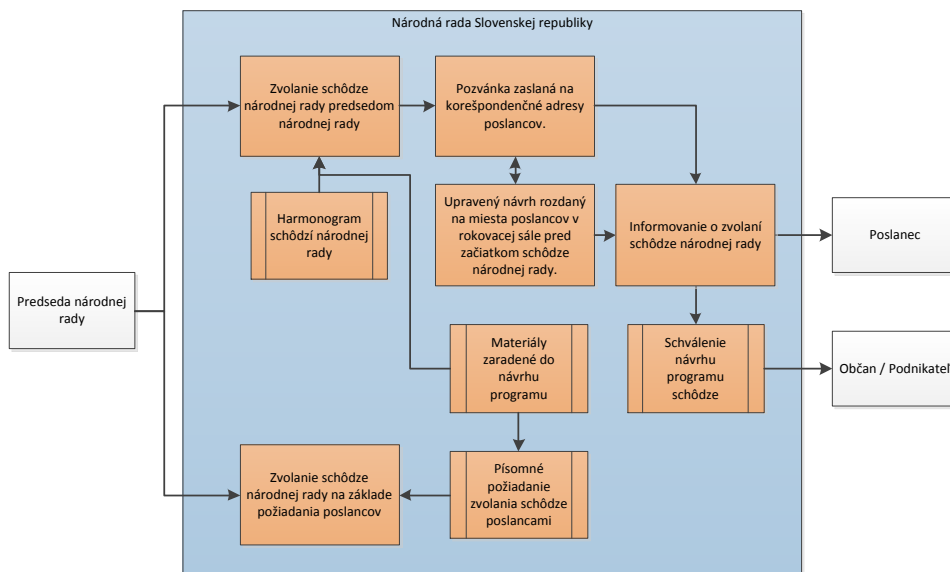 Národná rada Slovenskej republiky
Zvolanie schôdze
národnej rady predsedom
národnej rady
Pozvánka zaslaná na
korešpondenčné adresy
poslancov.
Harmonogram
schôdzí národnej
rady
Upravený návrh rozdaný
na miesta poslancov v
rokovacej sále pred
začiatkom schôdze
národnej rady.
Informovanie o zvolaní
schôdze národnej rady
Poslanec
Predseda národnej
rady
Materiály
zaradené do
návrhu
programu
Schválenie
návrhu
programu
schôdze
Občan / Podnikateľ
Zvolanie schôdze
národnej rady na základe
požiadania poslancov
Písomné
požiadanie
zvolania schôdze
poslancami